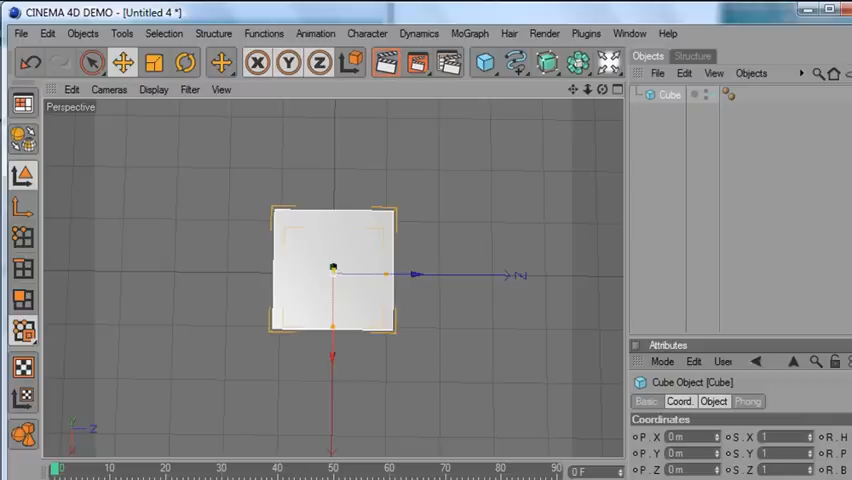 CINEMA 4D DEMO - [Untitled 4 *]
File Edit Objects Tools Selection Structure Functions Animation Character Dynamics MoGraph Hair Render Plugins Window Help
X Y Z
Objects Structure
File Edit View Objects
Edit Cameras Display Filter View
Cube
Perspective
Z
Y
Z
X
Attributes
Mode Edit User
Cube Object [Cube]
Basic Coord. Object Phong
Coordinates
P . X 0 m S . X 1 R . H
P . Y 0 m S . Y 1 R . P
P . Z 0 m S . Z 1 R . B
0 10 20 30 40 50 60 70 80 90
0 F